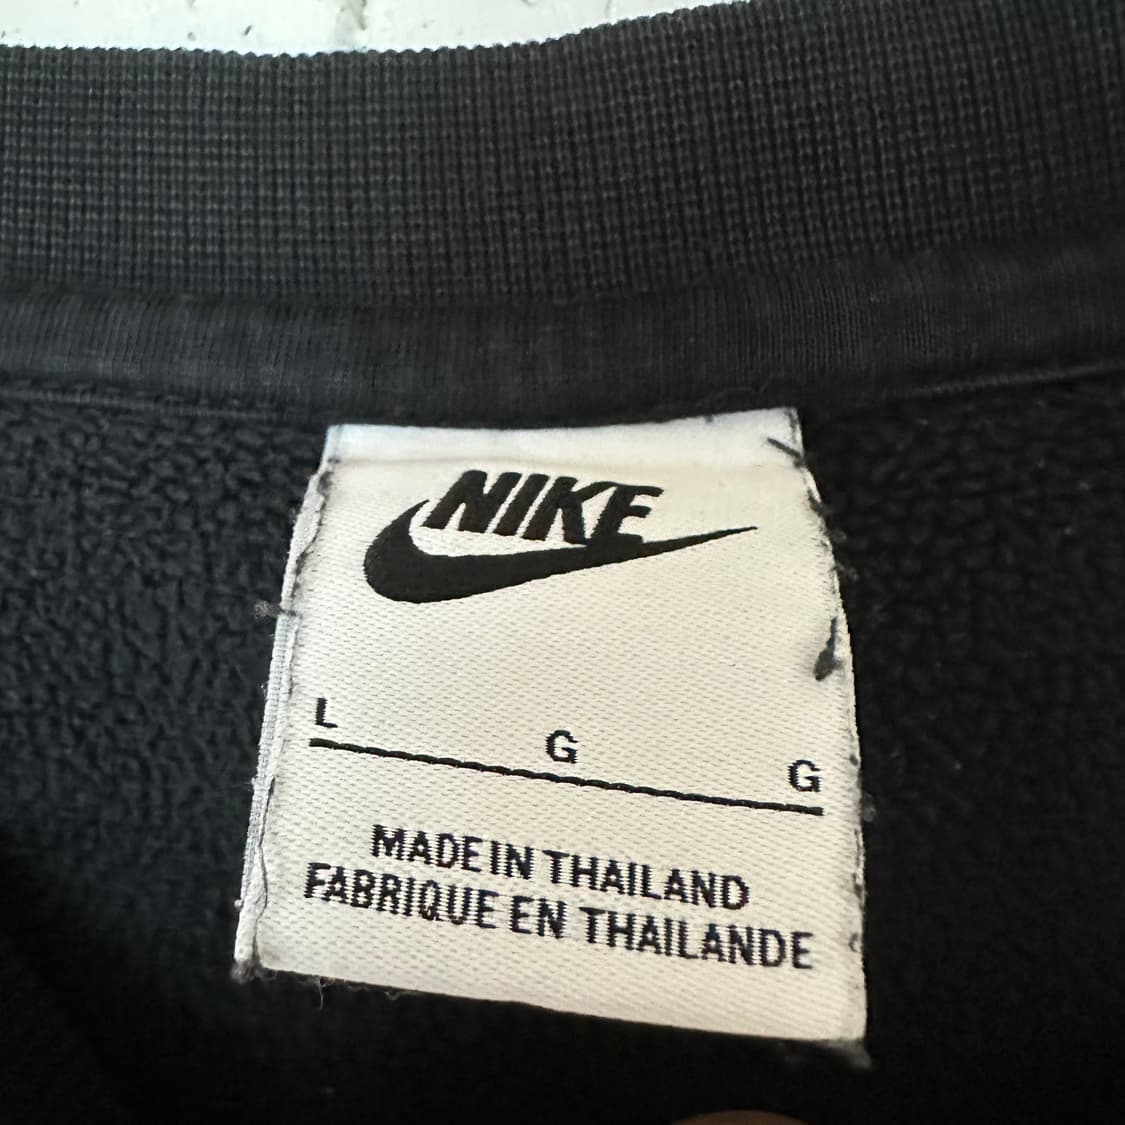 NIKE
L G G
MADE IN THAILAND
FABRIQUE EN THAILANDE